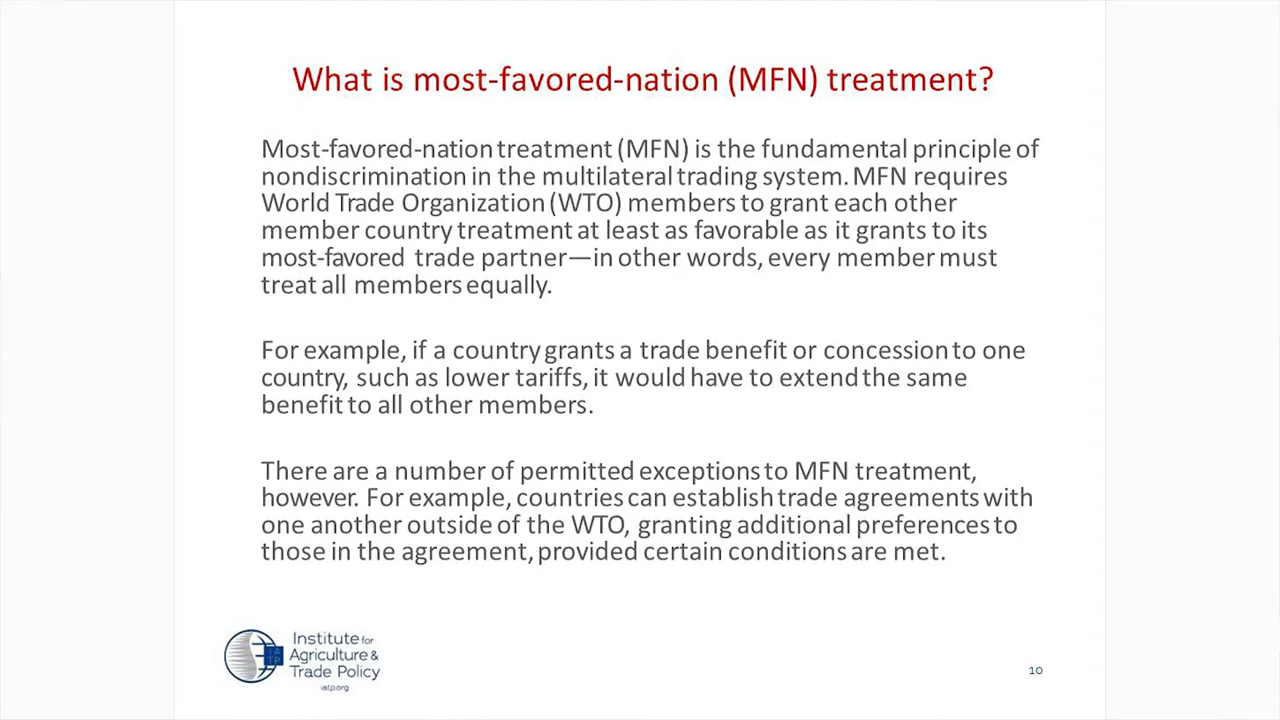 What is most-favored-nation (MFN) treatment?
Most-favored-nation treatment (MFN) is the fundamental principle of
nondiscrimination in the multilateral trading system. MFN requires
World Trade Organization (WTO) members to grant each other
member country treatment at least as favorable as it grants to its
most-favored trade partner—in other words, every member must
treat all members equally.
For example, if a country grants a trade benefit or concession to one
country, such as lower tariffs, it would have to extend the same
benefit to all other members.
There are a number of permitted exceptions to MFN treatment,
however. For example, countries can establish trade agreements with
one another outside of the WTO, granting additional preferences to
those in the agreement, provided certain conditions are met.
IA
TP
Institute for
Agriculture &
Trade Policy
iatp.org
10